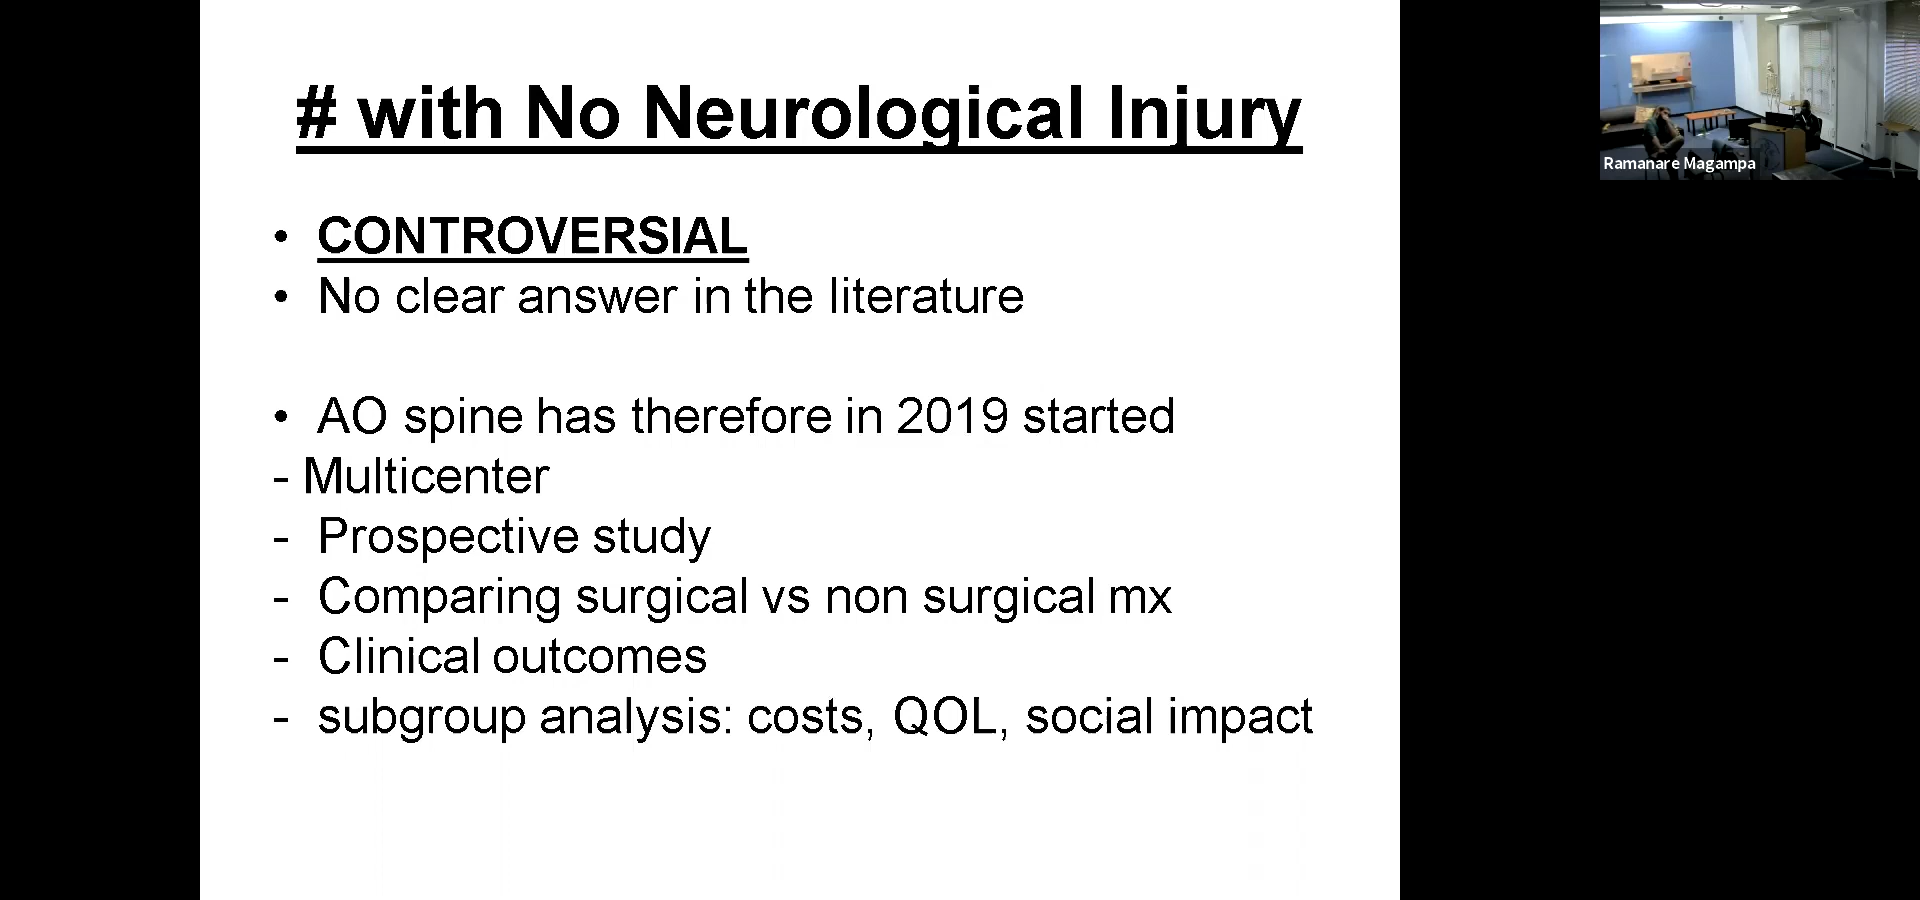 # with No Neurological Injury
• CONTROVERSIAL
• No clear answer in the literature
• AO spine has therefore in 2019 started
- Multicenter
- Prospective study
- Comparing surgical vs non surgical mx
- Clinical outcomes
- subgroup analysis: costs, QOL, social impact
Ramanare Magampa